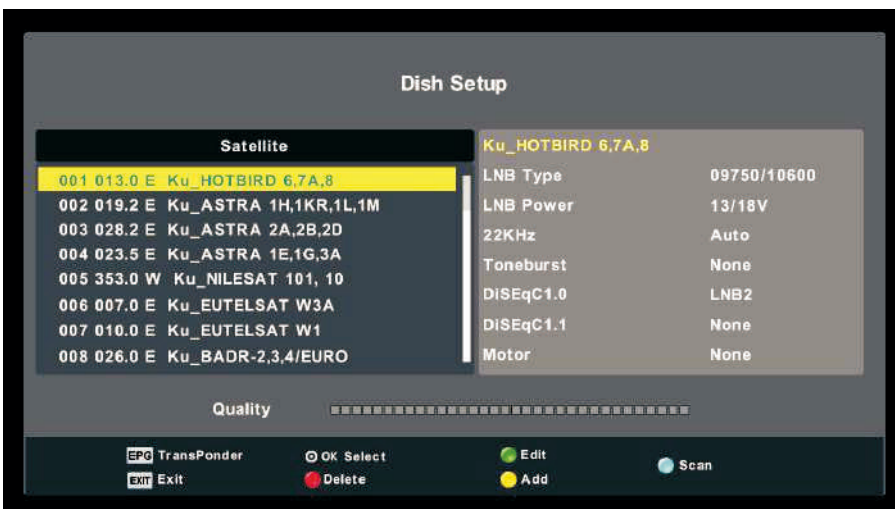 Dish Setup
Satellite
001 013.0 E Ku_HOTBIRD 6,7A,8
002 019.2 E Ku_ASTRA 1H,1KR,1L,1M
003 028.2 E Ku_ASTRA 2A,2B,2D
004 023.5 E Ku_ASTRA 1E,1G,3A
005 353.0 W Ku_NILESAT 101, 10
006 007.0 E Ku_EUTELSAT W3A
007 010.0 E Ku_EUTELSAT W1
008 026.0 E Ku_BADR-2,3,4/EURO
Ku_HOTBIRD 6,7A,8
LNB Type 09750/10600
LNB Power 13/18V
22KHz Auto
Toneburst None
DiSEqC1.0 LNB2
DISEqC1.1 None
Motor None
Quality
EPG TransPonder OK Select Edit Scan
EXIT Exit Delete Add